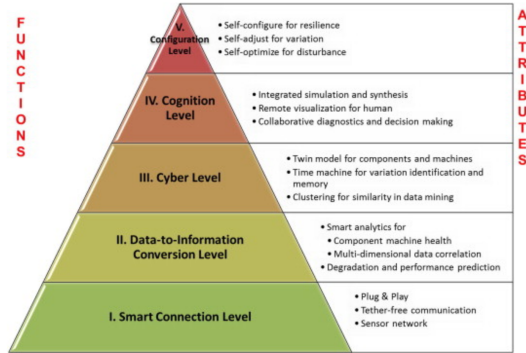 FUNCTIONS
ATTRIBUTES
V.
Configuration
Level
• Self-configure for resilience
• Self-adjust for variation
• Self-optimize for disturbance
IV. Cognition
Level
• Integrated simulation and synthesis
• Remote visualization for human
• Collaborative diagnostics and decision making
III. Cyber Level
• Twin model for components and machines
• Time machine for variation identification and
memory
• Clustering for similarity in data mining
II. Data-to-Information
Conversion Level
• Smart analytics for
• Component machine health
• Multi-dimensional data correlation
• Degradation and performance prediction
I. Smart Connection Level
• Plug & Play
• Tether-free communication
• Sensor network